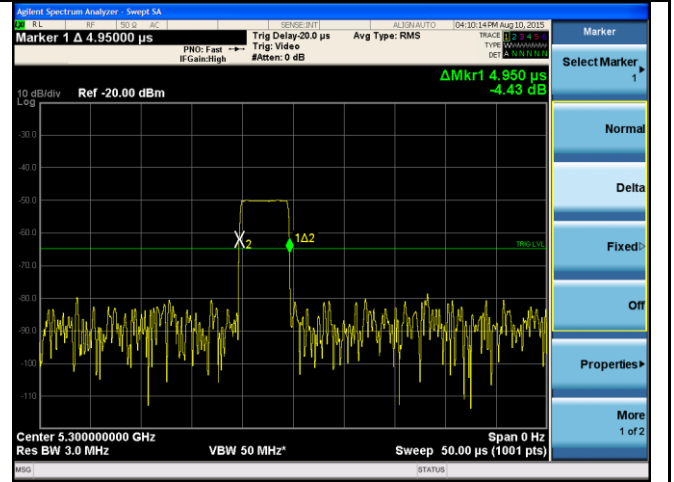 Agilent Spectrum Analyzer - Swept SA
RL RF 50 Ω AC SENSE:INT ALIGNAUTO 04:10:14 PM Aug 10, 2015
Marker 1 Δ 4.95000 µs
PNO: Fast
IFGain:High
Trig Delay-20.0 µs
Trig: Video
#Atten: 0 dB
Avg Type: RMS
TRACE 1 2 3 4 5 6
TYPE WWWWWWW
DET A N N N N N
ΔMkr1 4.950 µs
-4.43 dB
10 dB/div Ref -20.00 dBm
Log
-30.0
-40.0
-50.0
-60.0
-70.0
-80.0
-90.0
-100
-110
2
1Δ2
TRIG LVL
Center 5.300000000 GHz Span 0 Hz
Res BW 3.0 MHz VBW 50 MHz* Sweep 50.00 µs (1001 pts)
MSG STATUS
Marker
Select Marker
1
Normal
Delta
Fixed
Off
Properties
More
1 of 2